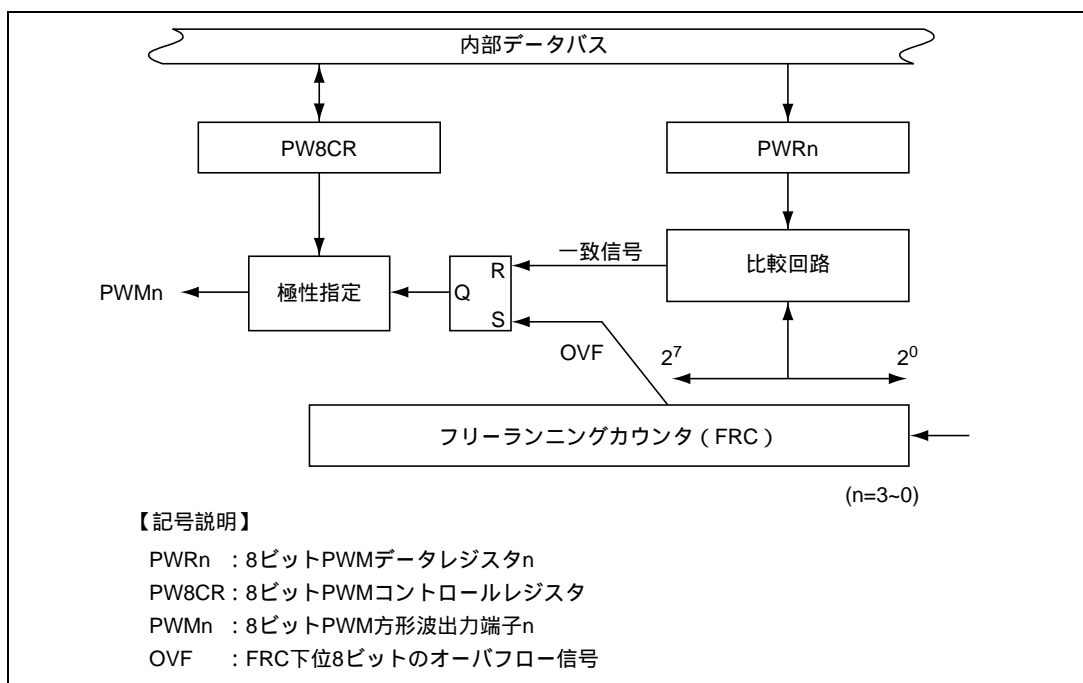 内部データバス
PW8CR
PWRn
一致信号
比較回路
PWMn
極性指定
Q
R
S
OVF
2⁷
2⁰
フリーランニングカウンタ(FRC)
(n=3~0)
【記号説明】
PWRn :8ビットPWMデータレジスタn
PW8CR:8ビットPWMコントロールレジスタ
PWMn :8ビットPWM方形波出力端子n
OVF :FRC下位8ビットのオーバフロー信号